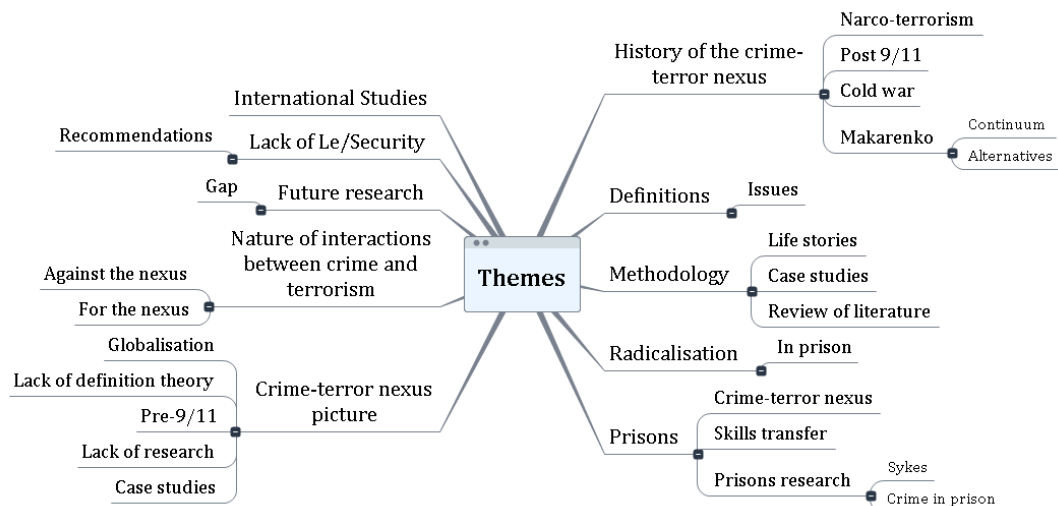 Themes
History of the crime-
terror nexus
Narco-terrorism
Post 9/11
Cold war
Makarenko
Continuum
Alternatives
Definitions
Issues
Methodology
Life stories
Case studies
Review of literature
Radicalisation
In prison
Prisons
Crime-terror nexus
Skills transfer
Prisons research
Sykes
Crime in prison
International Studies
Lack of Le/Security
Recommendations
Future research
Gap
Nature of interactions
between crime and
terrorism
Against the nexus
For the nexus
Crime-terror nexus
picture
Globalisation
Lack of definition theory
Pre-9/11
Lack of research
Case studies